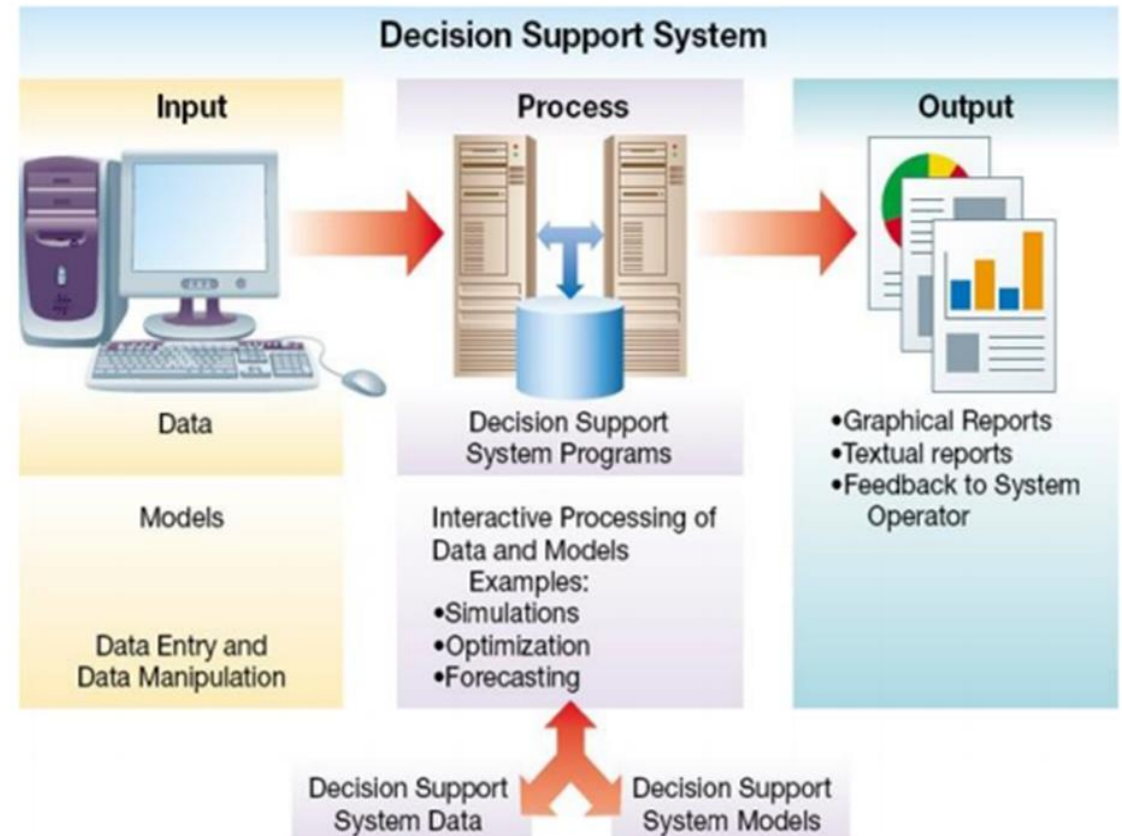 Decision Support System
Input
Data
Models
Data Entry and
Data Manipulation
Process
Decision Support
System Programs
Interactive Processing of
Data and Models
Examples:
•Simulations
•Optimization
•Forecasting
Output
•Graphical Reports
•Textual reports
•Feedback to System
Operator
Decision Support
System Data
Decision Support
System Models